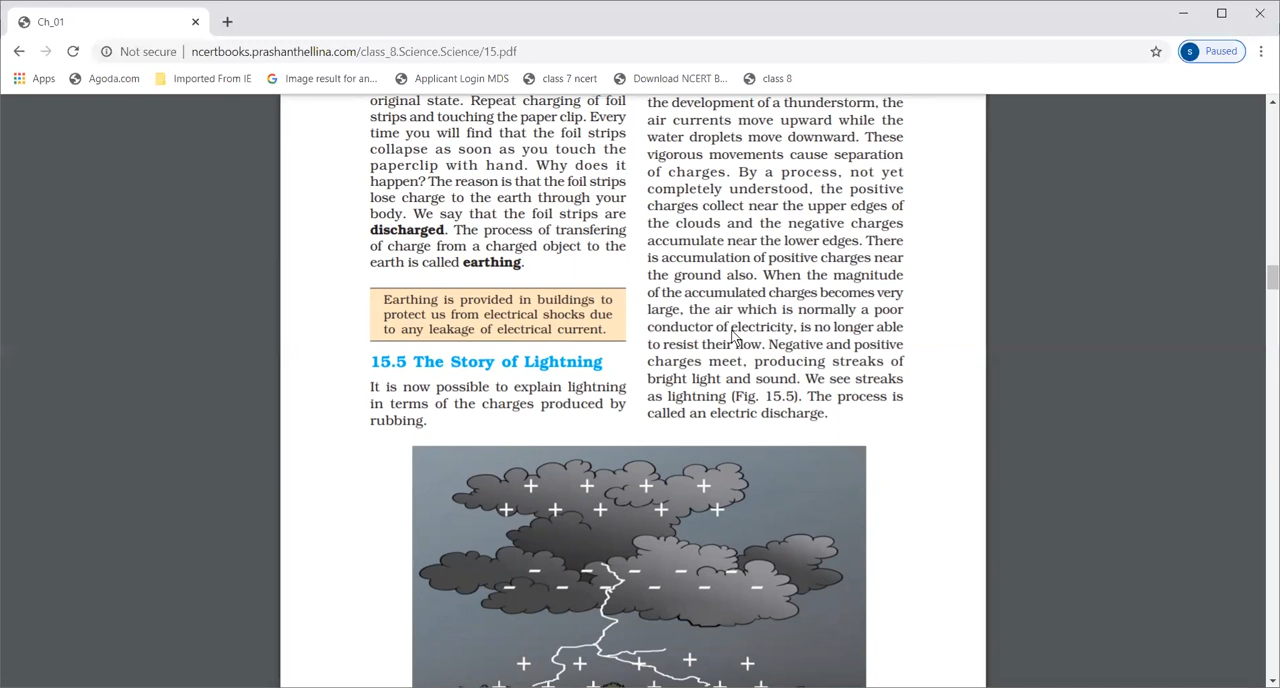 Ch_01
Not secure
ncertbooks.prashanthellina.com/class_8.Science.Science/15.pdf
S
Paused
Apps
Agoda.com
Imported From IE
Image result for an...
Applicant Login MDS
class 7 ncert
Download NCERT B...
class 8
original state. Repeat charging of foil
strips and touching the paper clip. Every
time you will find that the foil strips
collapse as soon as you touch the
paperclip with hand. Why does it
happen? The reason is that the foil strips
lose charge to the earth through your
body. We say that the foil strips are
discharged. The process of transfering
of charge from a charged object to the
earth is called earthing.
Earthing is provided in buildings to
protect us from electrical shocks due
to any leakage of electrical current.
15.5 The Story of Lightning
It is now possible to explain lightning
in terms of the charges produced by
rubbing.
the development of a thunderstorm, the
air currents move upward while the
water droplets move downward. These
vigorous movements cause separation
of charges. By a process, not yet
completely understood, the positive
charges collect near the upper edges of
the clouds and the negative charges
accumulate near the lower edges. There
is accumulation of positive charges near
the ground also. When the magnitude
of the accumulated charges becomes very
large, the air which is normally a poor
conductor of electricity, is no longer able
to resist their flow. Negative and positive
charges meet, producing streaks of
bright light and sound. We see streaks
as lightning (Fig. 15.5). The process is
called an electric discharge.
+ + + +
+ + + + +
- - - - -
- - - - - -
+ + + + +